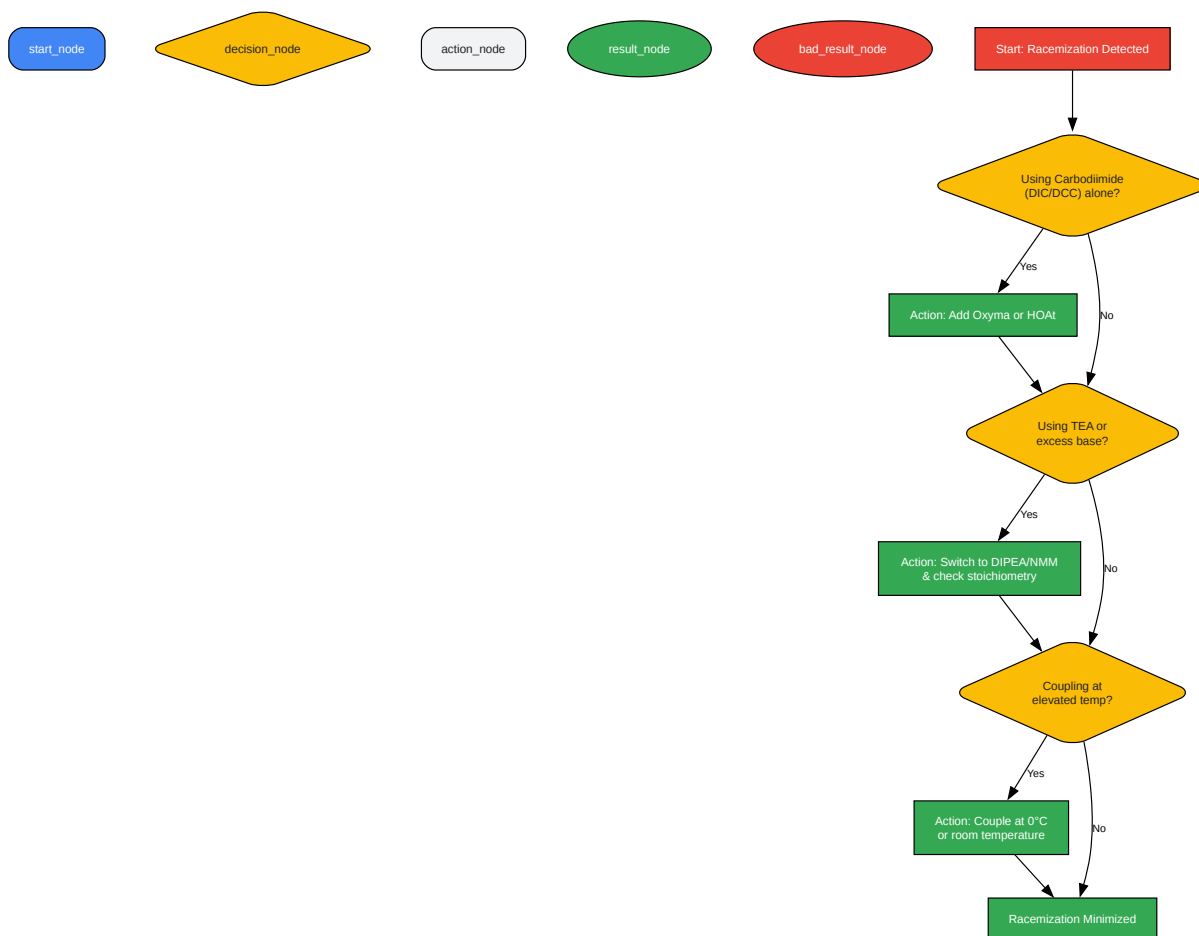 start_node
decision_node
action_node
result_node
bad_result_node
Start: Racemization Detected
Using Carbodiimide
(DIC/DCC) alone?
Yes
No
Action: Add Oxyma or HOAt
Using TEA or
excess base?
Yes
No
Action: Switch to DIPEA/NMM
& check stoichiometry
Coupling at
elevated temp?
Yes
No
Action: Couple at 0°C
or room temperature
Racemization Minimized